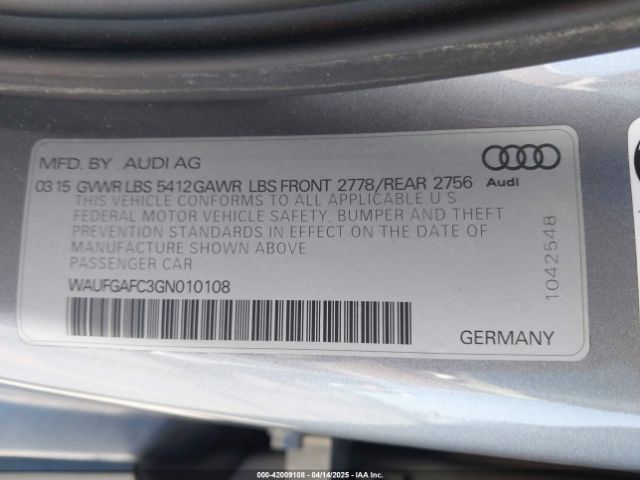 MFD. BY AUDI AG
03 15 GVWR LBS 5412 GAWR LBS FRONT 2778/REAR 2756
Audi
THIS VEHICLE CONFORMS TO ALL APPLICABLE U S
FEDERAL MOTOR VEHICLE SAFETY, BUMPER AND THEFT
PREVENTION STANDARDS IN EFFECT ON THE DATE OF
MANUFACTURE SHOWN ABOVE
PASSENGER CAR
WAUFGAFC3GN010108
1042548
GERMANY
000-42009108 - 04/14/2025 - IAA Inc.